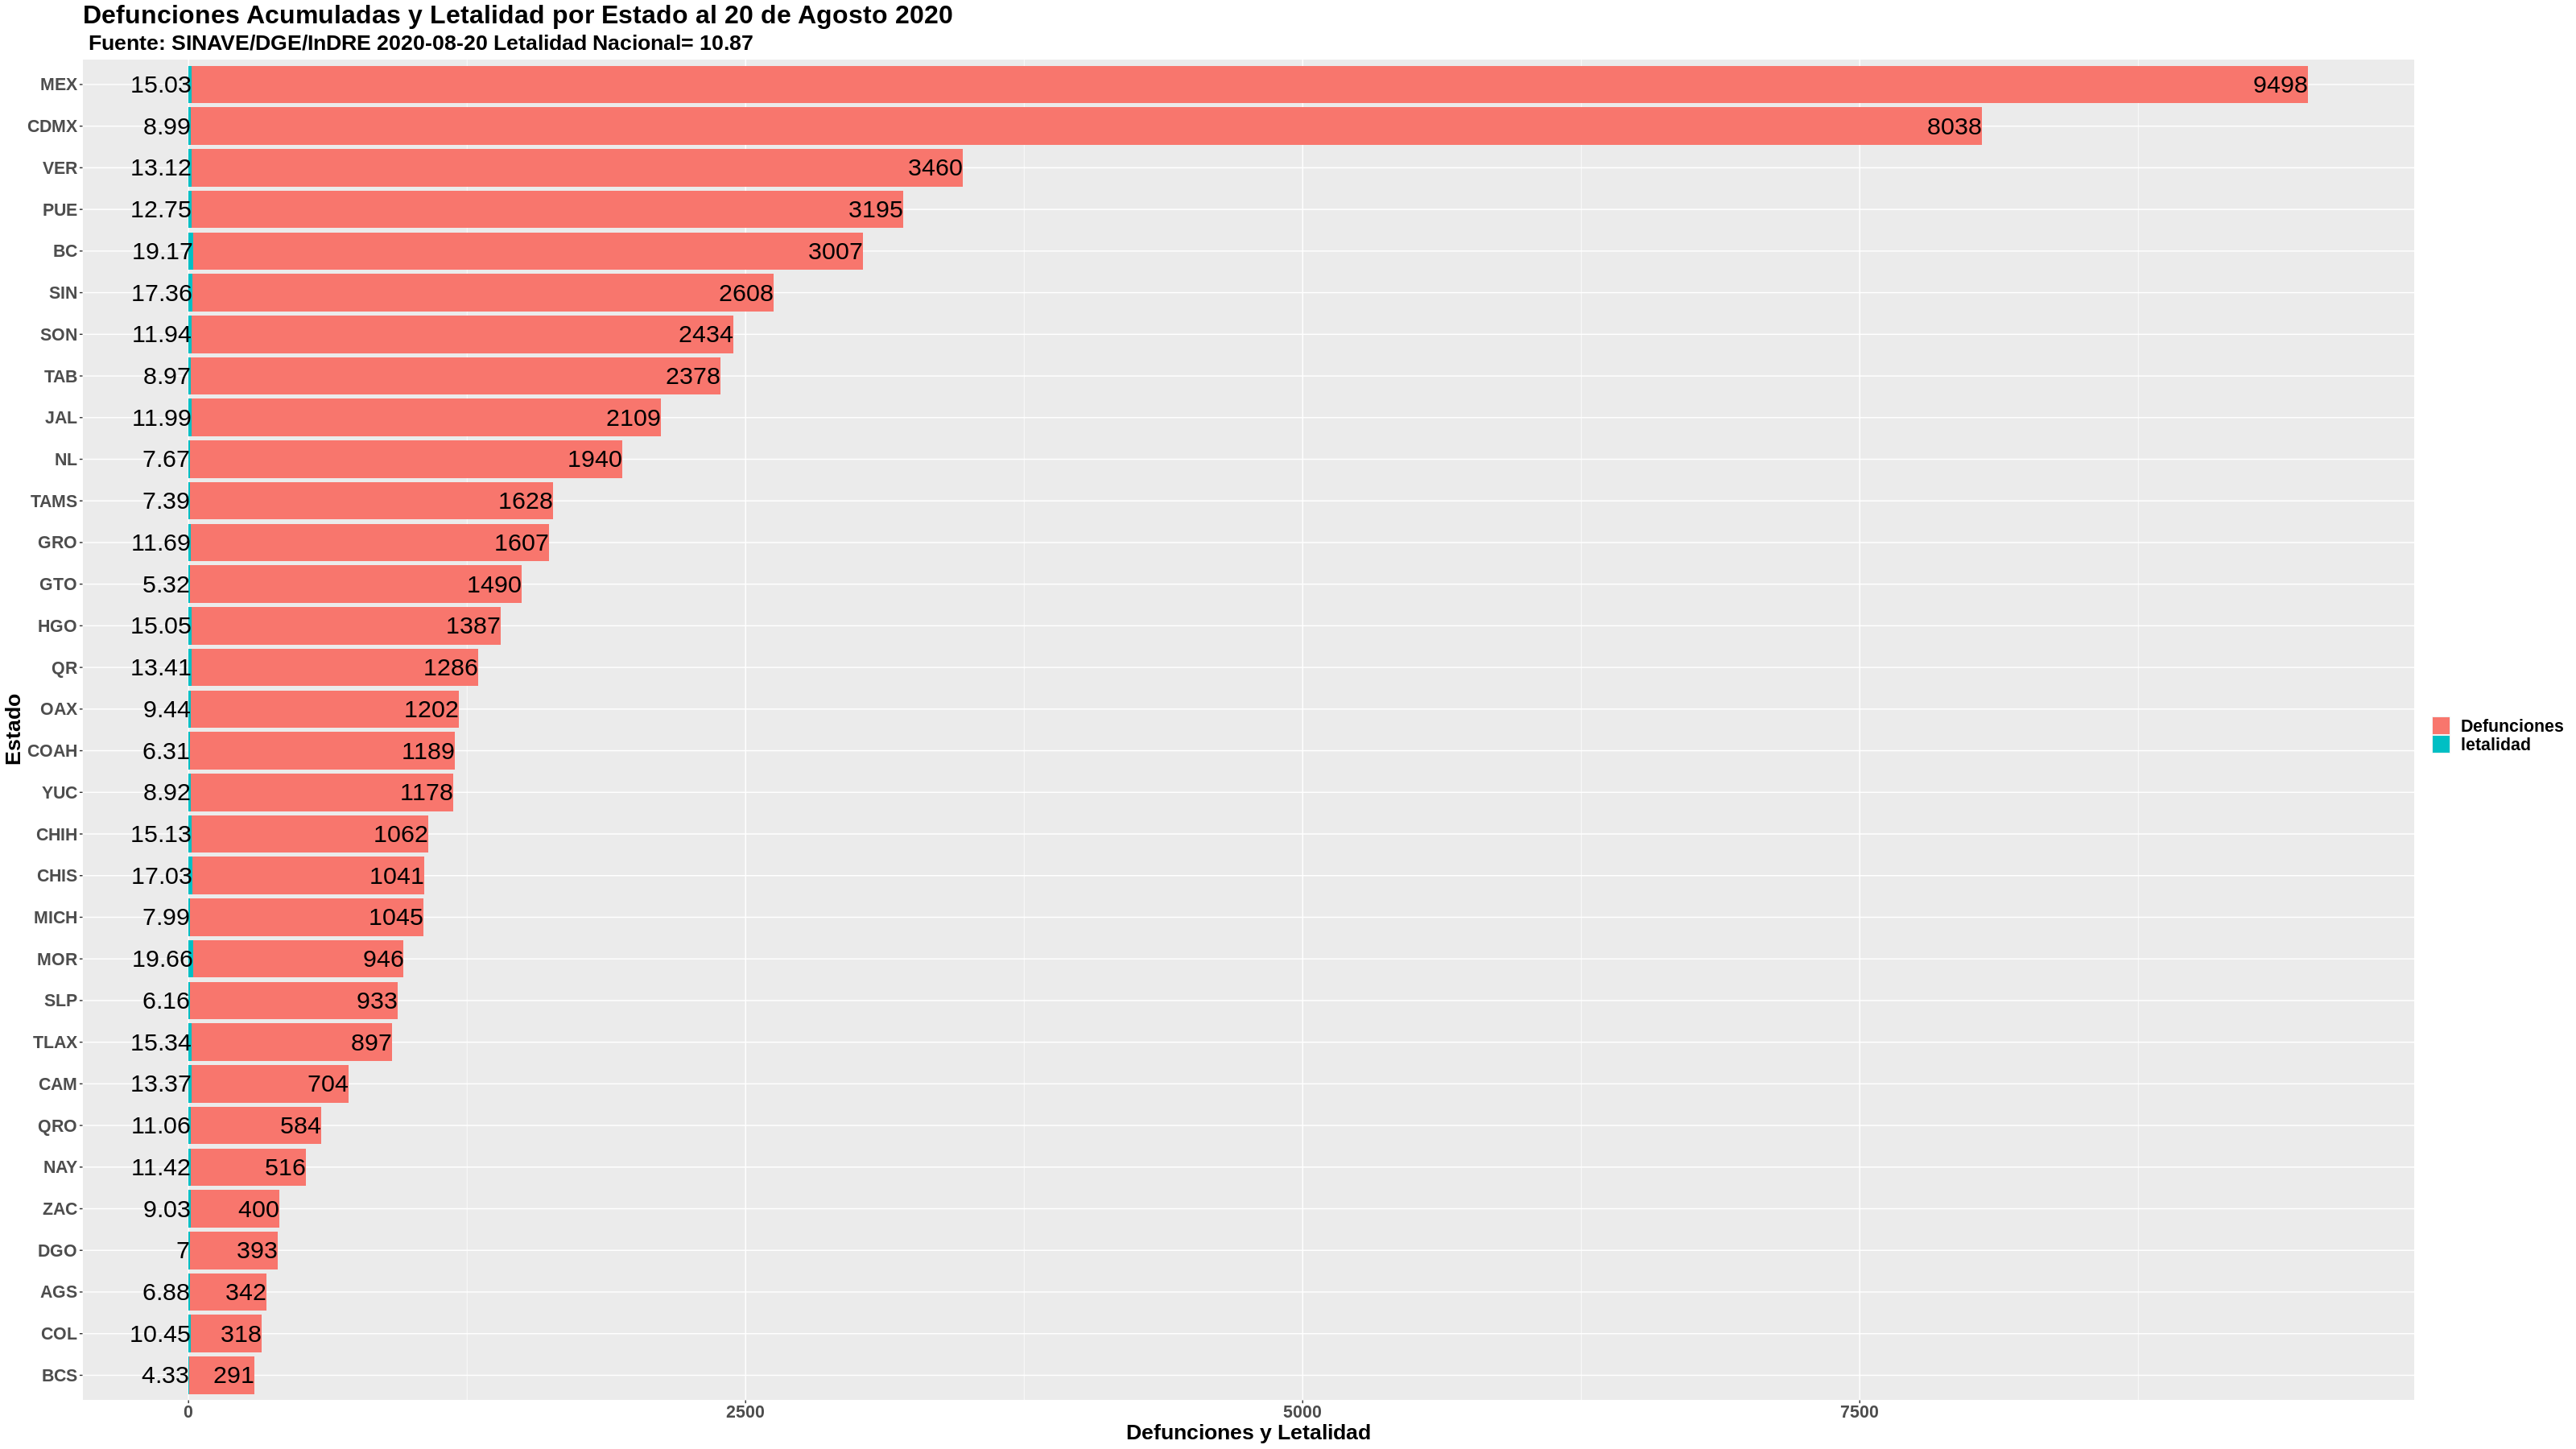 Defunciones Acumuladas y Letalidad por Estado al 20 de Agosto 2020
Fuente: SINAVE/DGE/InDRE 2020-08-20 Letalidad Nacional= 10.87
MEX 15.03 9498
CDMX 8.99 8038
VER 13.12 3460
PUE 12.75 3195
BC 19.17 3007
SIN 17.36 2608
SON 11.94 2434
TAB 8.97 2378
JAL 11.99 2109
NL 7.67 1940
TAMS 7.39 1628
GRO 11.69 1607
GTO 5.32 1490
HGO 15.05 1387
QR 13.41 1286
OAX 9.44 1202
COAH 6.31 1189
YUC 8.92 1178
CHIH 15.13 1062
CHIS 17.03 1041
MICH 7.99 1045
MOR 19.66 946
SLP 6.16 933
TLAX 15.34 897
CAM 13.37 704
QRO 11.06 584
NAY 11.42 516
ZAC 9.03 400
DGO 7 393
AGS 6.88 342
COL 10.45 318
BCS 4.33 291
0 2500 5000 7500
Defunciones y Letalidad
Estado
Defunciones
letalidad